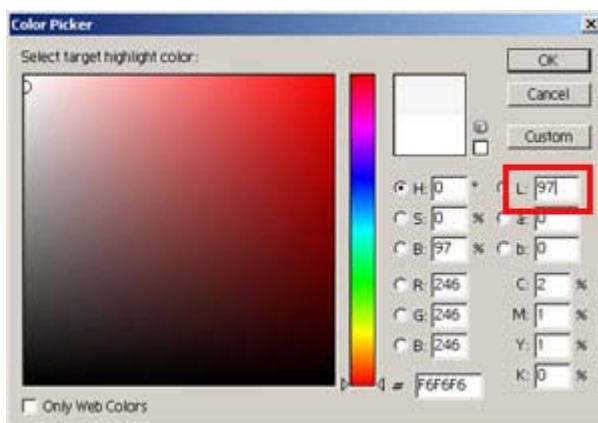 Color Picker
Select target highlight color:
OK
Cancel
Custom
H: 0 °
L: 97
S: 0 %
a: 0
B: 97 %
b: 0
R: 246
C: 2 %
G: 246
M: 1 %
B: 246
Y: 1 %
# F6F6F6
K: 0 %
Only Web Colors